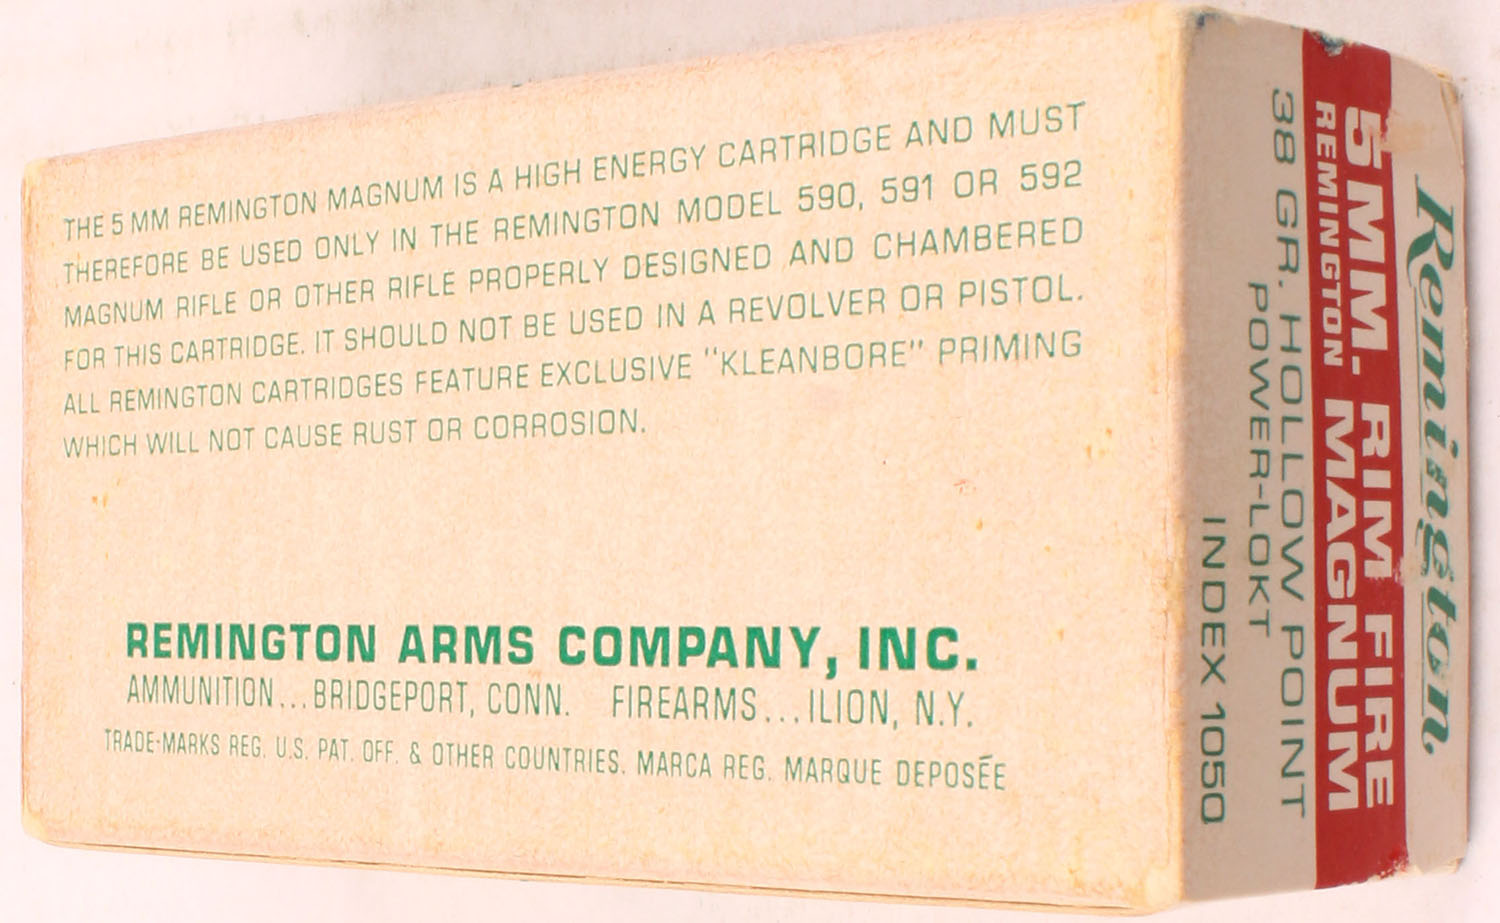 THE 5 MM REMINGTON MAGNUM IS A HIGH ENERGY CARTRIDGE AND MUST
THEREFORE BE USED ONLY IN THE REMINGTON MODEL 590, 591 OR 592
MAGNUM RIFLE OR OTHER RIFLE PROPERLY DESIGNED AND CHAMBERED
FOR THIS CARTRIDGE. IT SHOULD NOT BE USED IN A REVOLVER OR PISTOL.
ALL REMINGTON CARTRIDGES FEATURE EXCLUSIVE "KLEANBORE" PRIMING
WHICH WILL NOT CAUSE RUST OR CORROSION.
REMINGTON ARMS COMPANY, INC.
AMMUNITION...BRIDGEPORT, CONN. FIREARMS...ILION, N.Y.
TRADE-MARKS REG. U.S. PAT. OFF. & OTHER COUNTRIES. MARCA REG. MARQUE DEPOSÉE
Remington.
5MM. RIM FIRE
REMINGTON MAGNUM
38 GR. HOLLOW POINT
POWER-LOKT
INDEX 1050